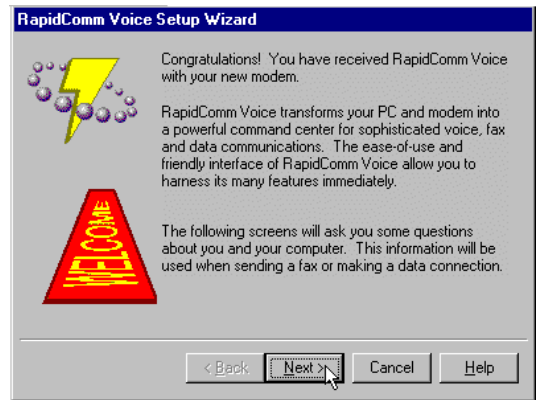 RapidComm Voice Setup Wizard
Congratulations! You have received RapidComm Voice
with your new modem.
RapidComm Voice transforms your PC and modem into
a powerful command center for sophisticated voice, fax
and data communications. The ease-of-use and
friendly interface of RapidComm Voice allow you to
harness its many features immediately.
WELCOME
The following screens will ask you some questions
about you and your computer. This information will be
used when sending a fax or making a data connection.
< Back Next > Cancel Help